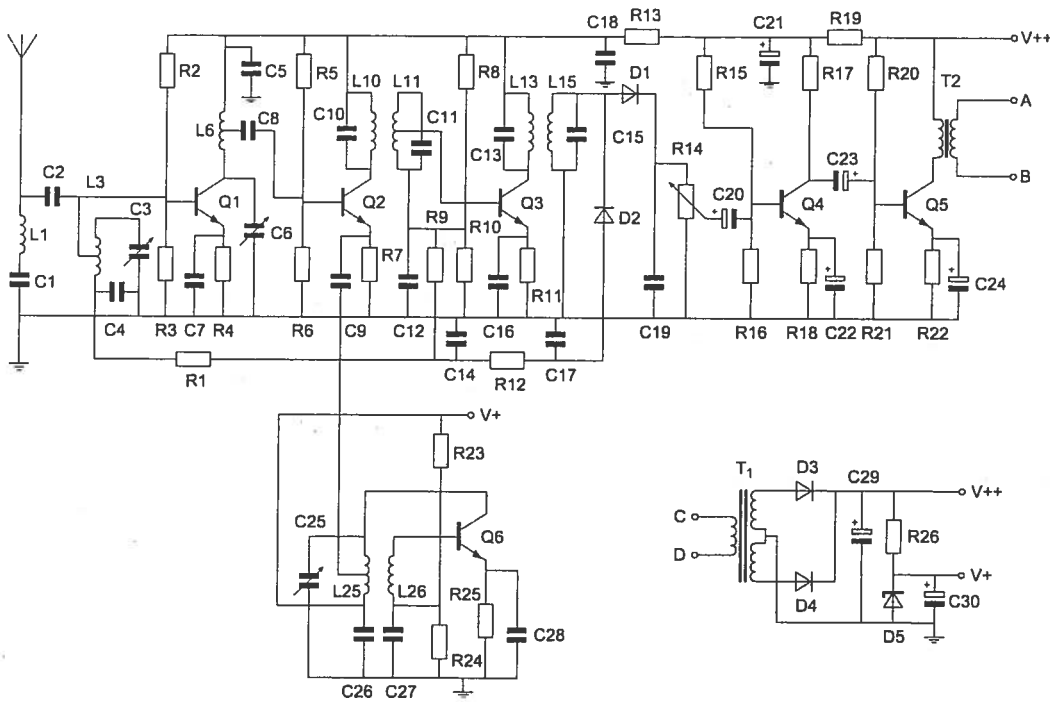 C18 R13 C21 R19
V++
R2 C5 R5 L10 L11 R8 L13 L15 D1 R15 R17 R20 T2
C8 C10 C11 A
L6 C13 C15
R14
C2 L3 C23
B
C20
Q1 Q2 Q3 Q4 Q5
C3 D2
L1 C6 R9 R10
R7
C1 R11 C24
C4 R3 C7 R4 R6 C9 C12 C16 C19 R16 R18 C22 R21 R22
R1 C14 R12 C17
V+
R23
T1 D3 C29
V++
C25 Q6 C
R26
D
V+
L25 L26 R25 D4 C30
C28 D5
R24
C26 C27